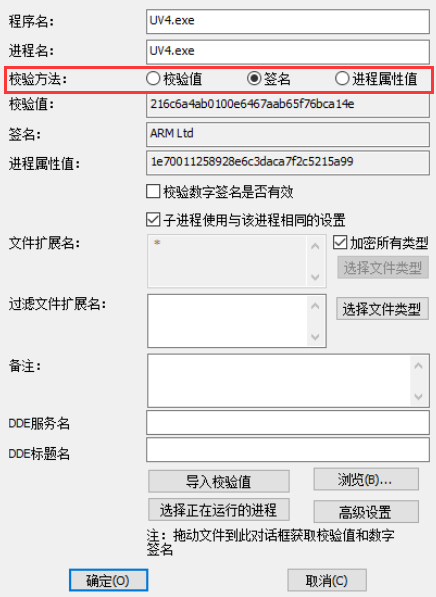 程序名： UV4.exe
进程名： UV4.exe
校验方法： 校验值 签名 进程属性值
校验值： 216c6a4ab0100e6467aab65f76bca14e
签名： ARM Ltd
进程属性值： 1e70011258928e6c3daca7f2c5215a99
校验数字签名是否有效
子进程使用与该进程相同的设置
文件扩展名： * 加密所有类型
选择文件类型
过滤文件扩展名： 选择文件类型
备注：
DDE服务名
DDE标题名
导入校验值 浏览(B)...
选择正在运行的进程 高级设置
注：拖动文件到此对话框获取校验值和数字
签名
确定(O) 取消(C)